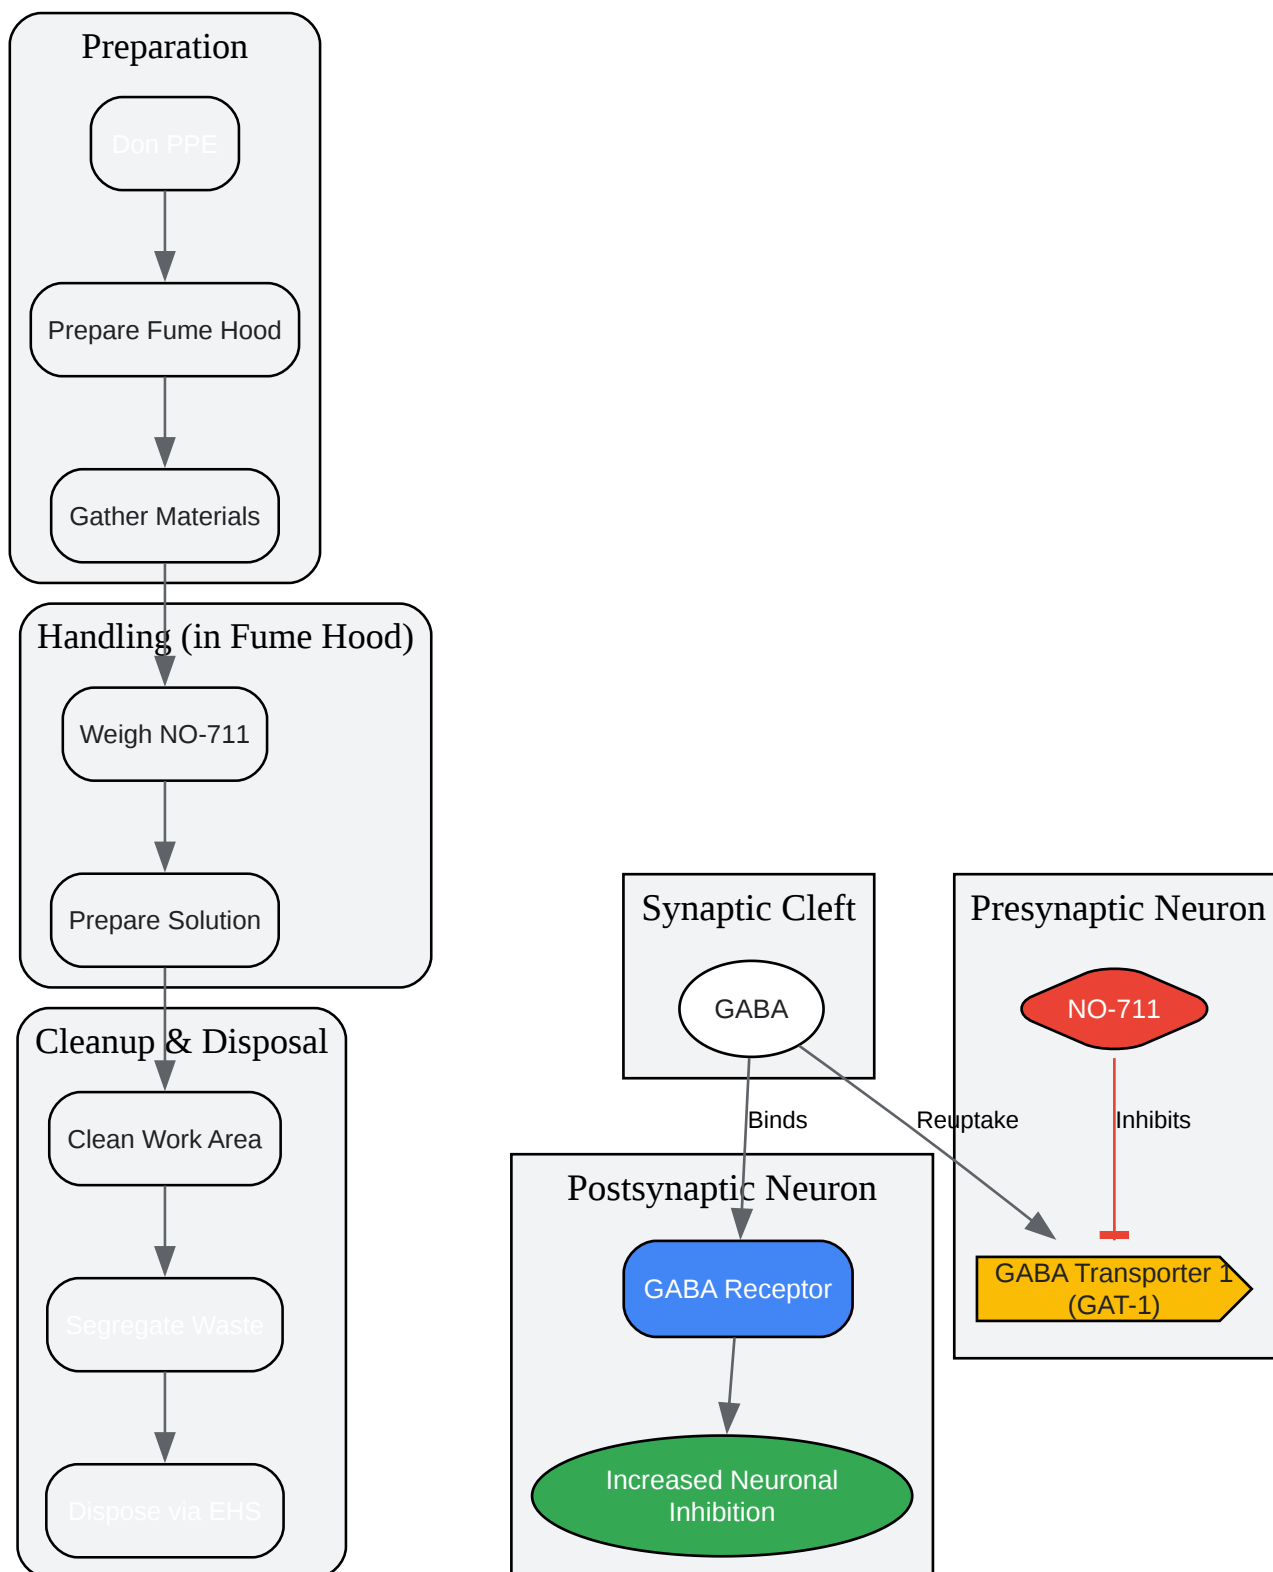 Preparation
Don PPE
Prepare Fume Hood
Gather Materials
Handling (in Fume Hood)
Weigh NO-711
Prepare Solution
Cleanup & Disposal
Clean Work Area
Segregate Waste
Dispose via EHS
Synaptic Cleft
GABA
Presynaptic Neuron
NO-711
Binds
Reuptake
Inhibits
Postsynaptic Neuron
GABA Receptor
GABA Transporter 1
(GAT-1)
Increased Neuronal
Inhibition